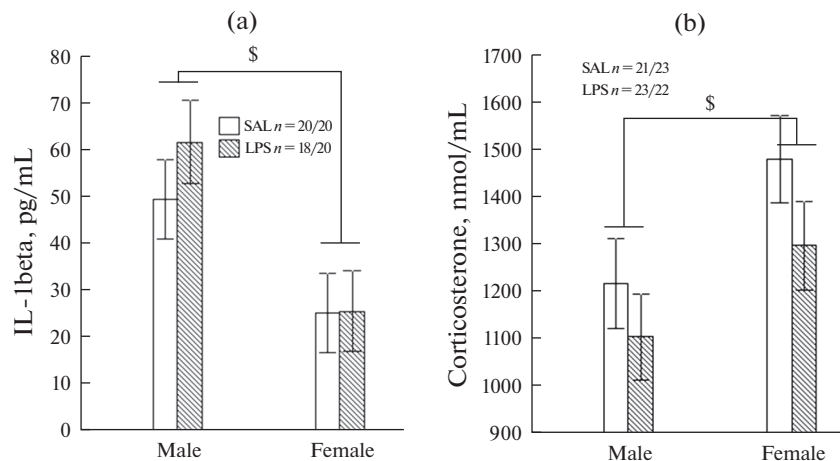 (a)
$
80
70
60
50
40
30
20
10
0
IL-1beta, pg/mL
SAL n = 20/20
LPS n = 18/20
Male Female
(b)
SAL n = 21/23
LPS n = 23/22
$
1700
1600
1500
1400
1300
1200
1100
1000
900
Corticosterone, nmol/mL
Male Female